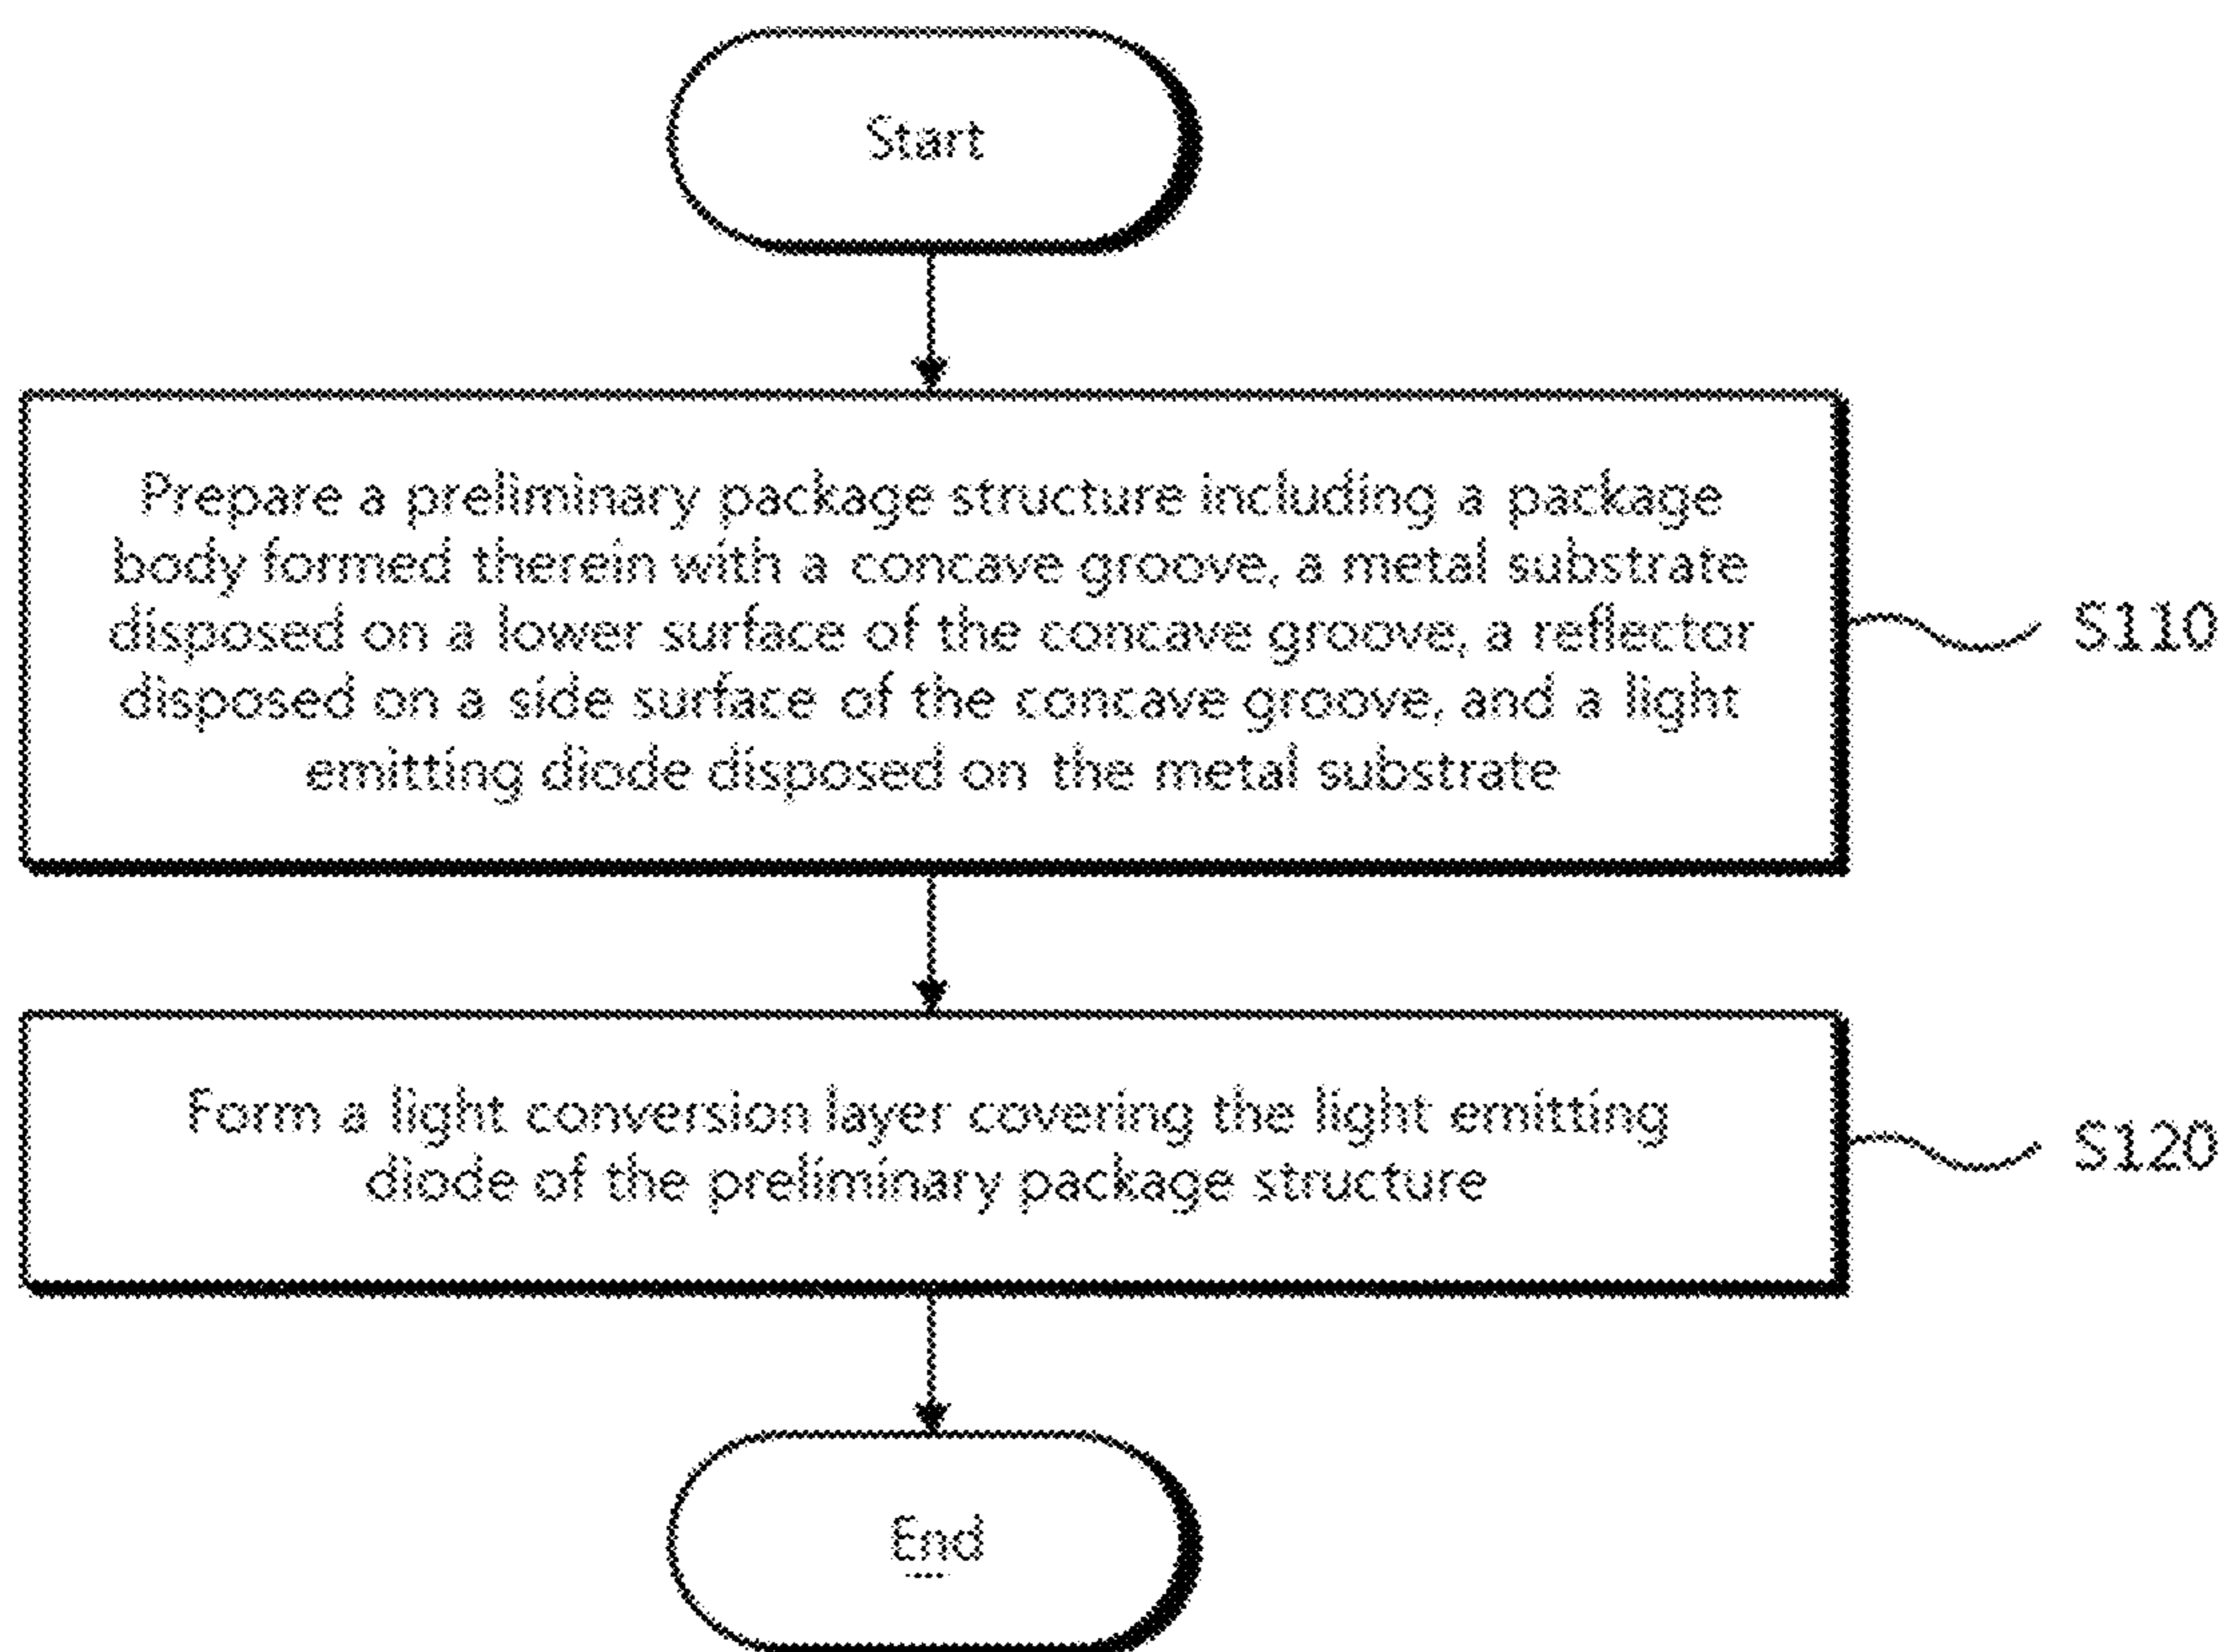 Start
Prepare a preliminary package structure including a package
body formed therein with a concave groove, a metal substrate
disposed on a lower surface of the concave groove, a reflector
disposed on a side surface of the concave groove, and a light
emitting diode disposed on the metal substrate
S110
Form a light conversion layer covering the light emitting
diode of the preliminary package structure
S120
End